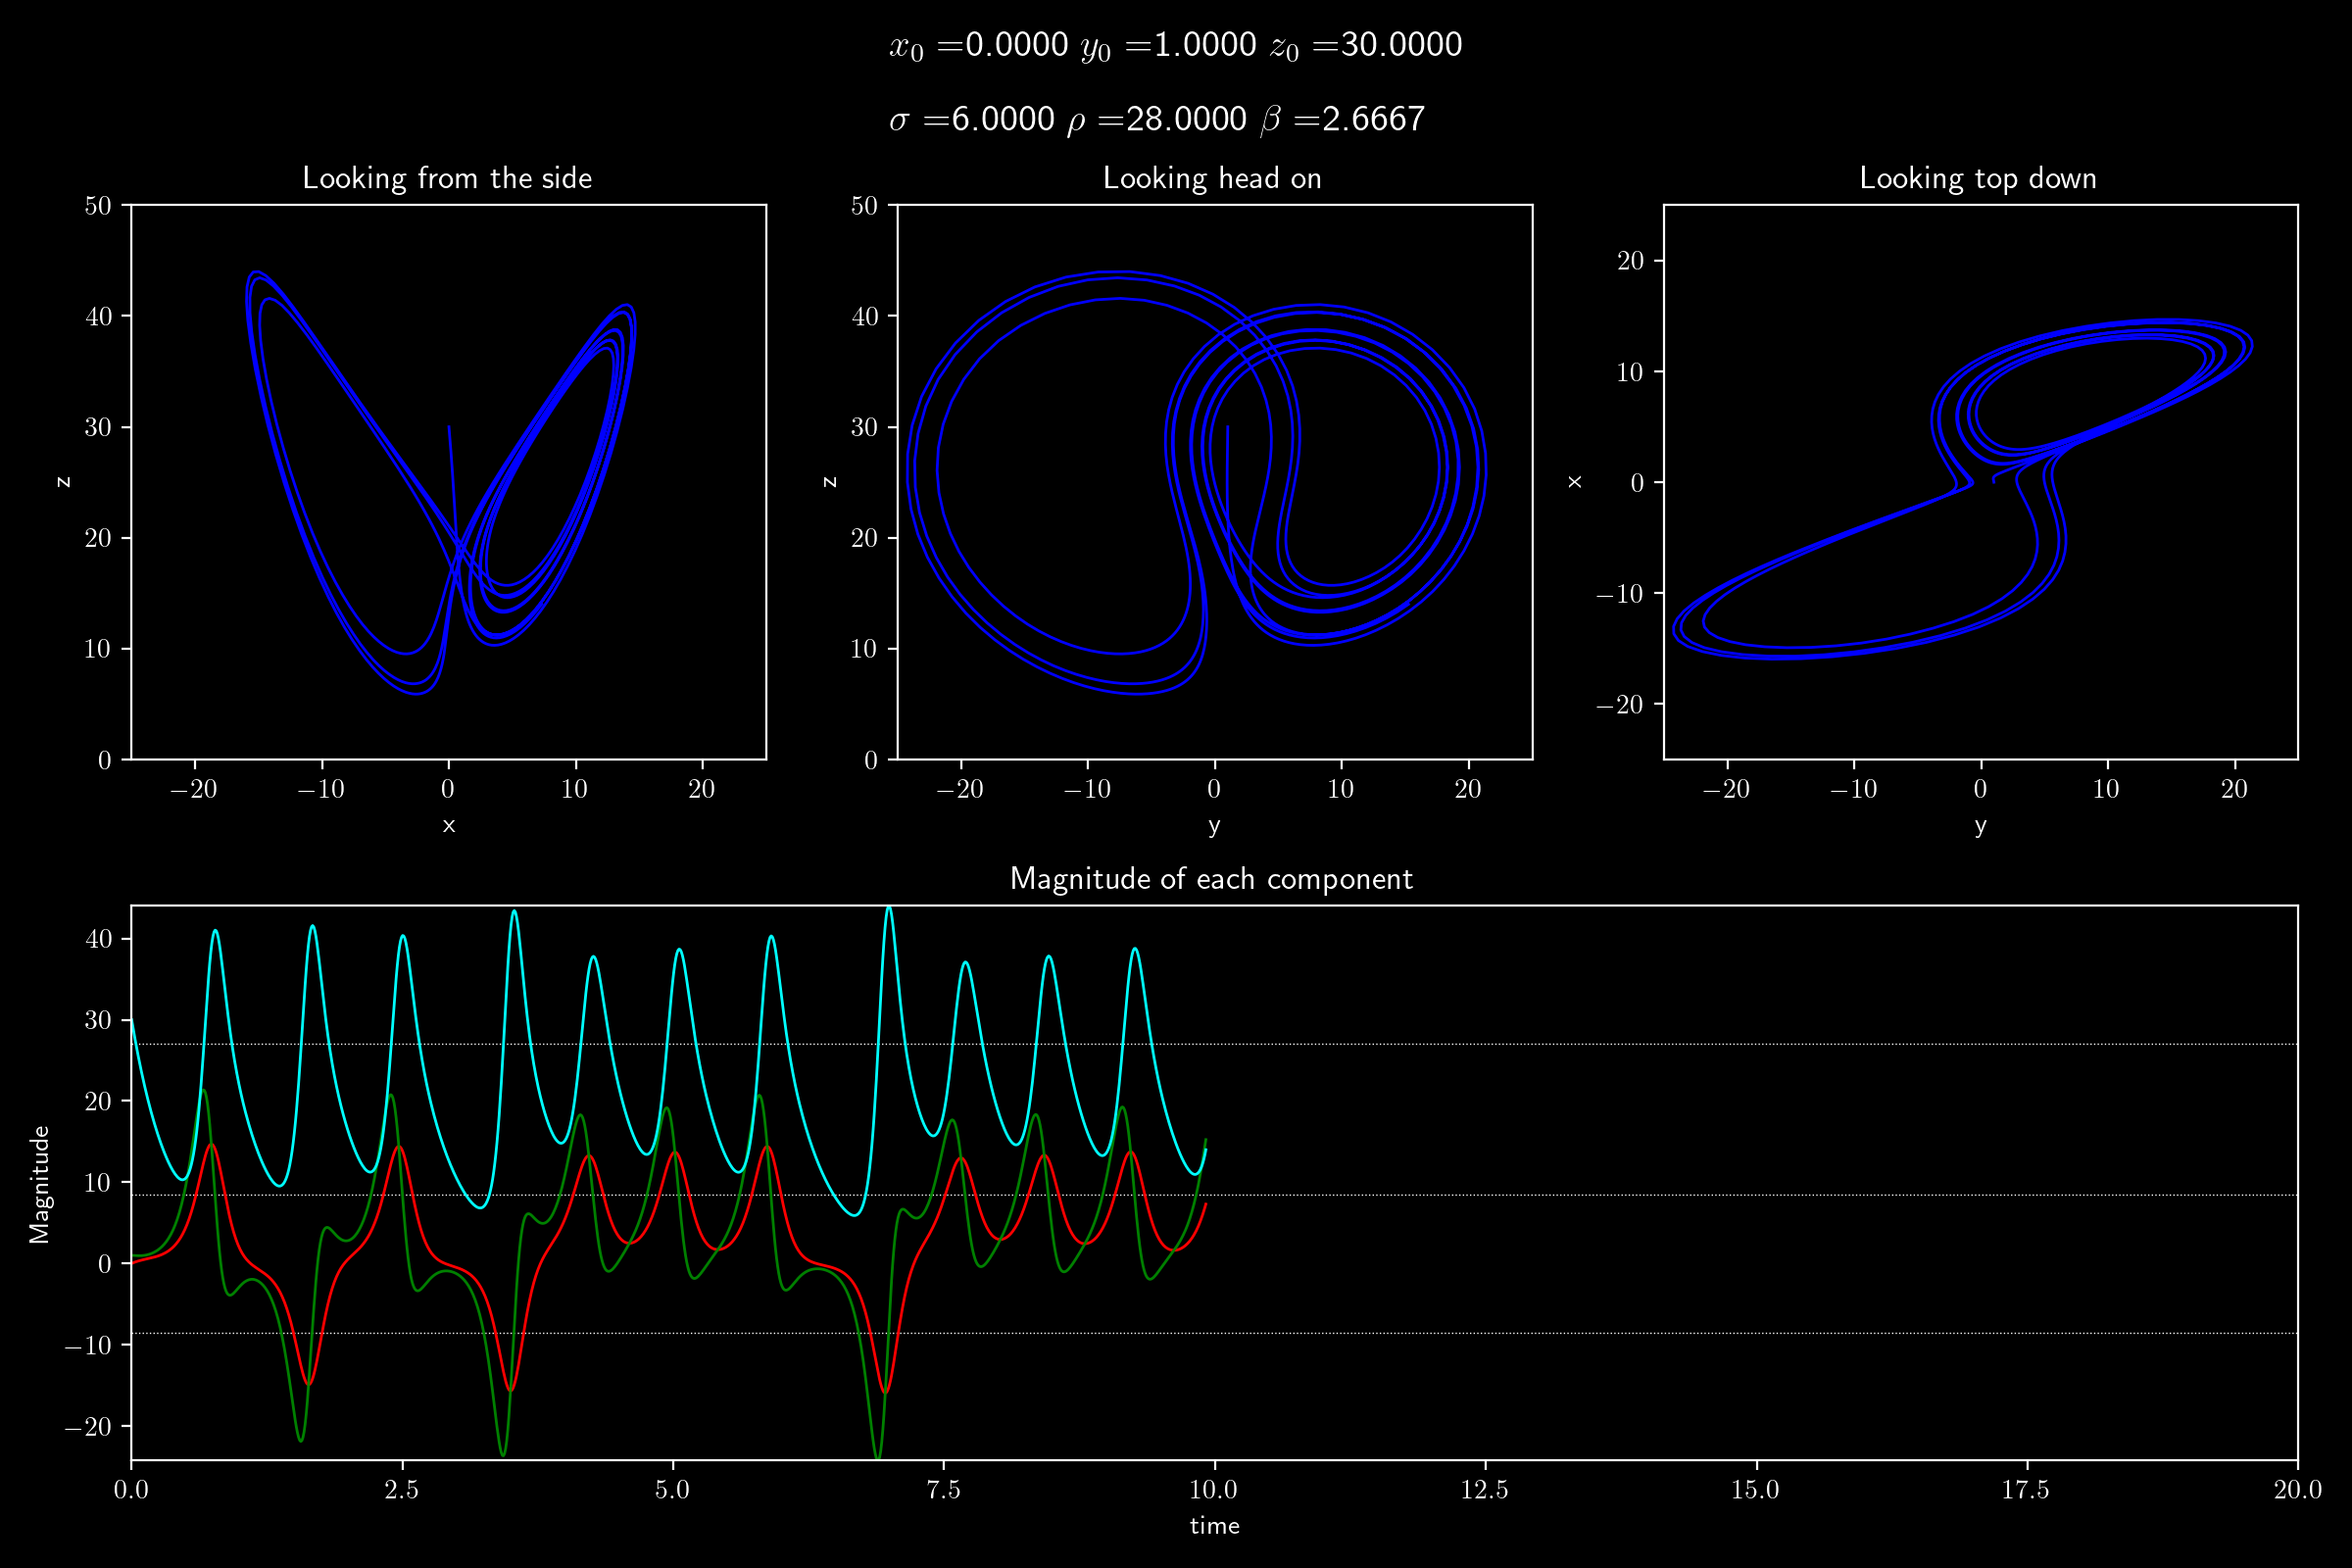 x₀ =0.0000 y₀ =1.0000 z₀ =30.0000
σ =6.0000 ρ =28.0000 β =2.6667
Looking from the side
50
40
30
20
10
0
z
−20 −10 0 10 20
x
Looking head on
50
40
30
20
10
0
z
−20 −10 0 10 20
y
Looking top down
20
10
0
−10
−20
x
−20 −10 0 10 20
y
Magnitude of each component
40
30
20
10
0
−10
−20
Magnitude
0.0 2.5 5.0 7.5 10.0 12.5 15.0 17.5 20.0
time